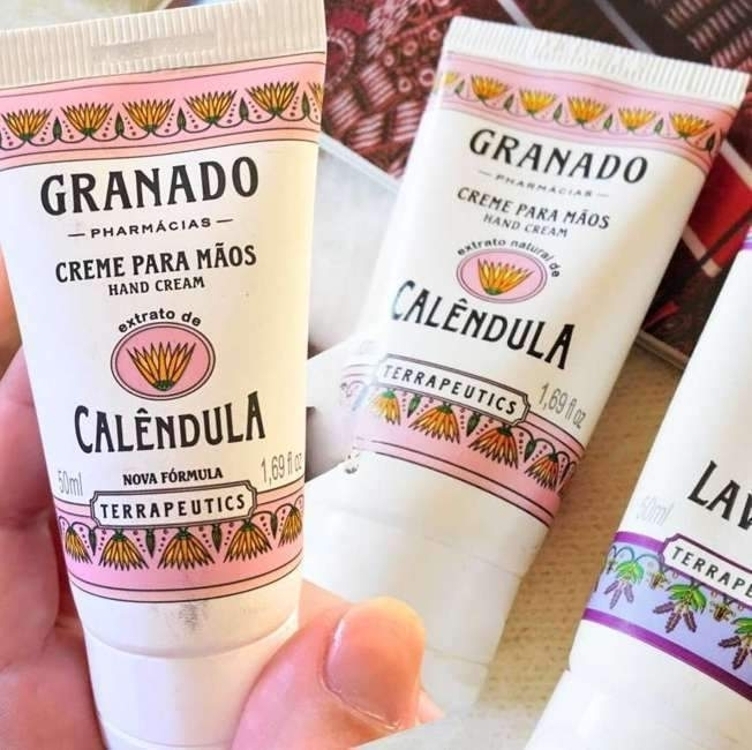 GRANADO
PHARMÁCIAS
CREME PARA MÃOS
HAND CREAM
extrato de
CALÊNDULA
NOVA FÓRMULA
50ml
1,69 fl oz
TERRAPEUTICS
GRANADO
PHARMÁCIAS
CREME PARA MÃOS
HAND CREAM
extrato natural de
CALÊNDULA
TERRAPEUTICS
1,69 fl oz
LAV
50ml
TERRAPE